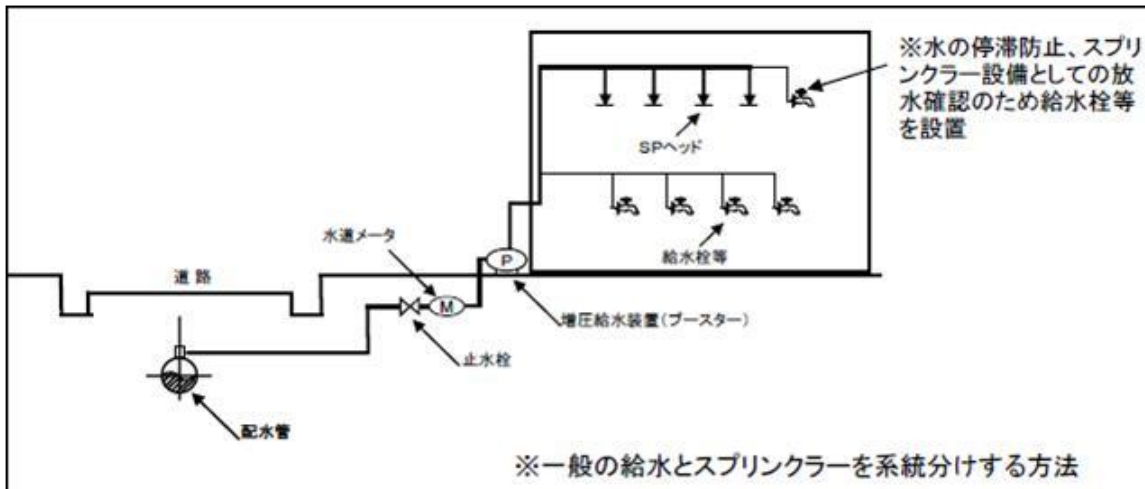 ※水の停滞防止、スプリ
ンクラー設備としての放
水確認のため給水栓等
を設置
SPヘッド
水道メータ
P
給水栓等
道路
M
増圧給水装置(ブースター)
止水栓
配水管
※一般の給水とスプリンクラーを系統分けする方法